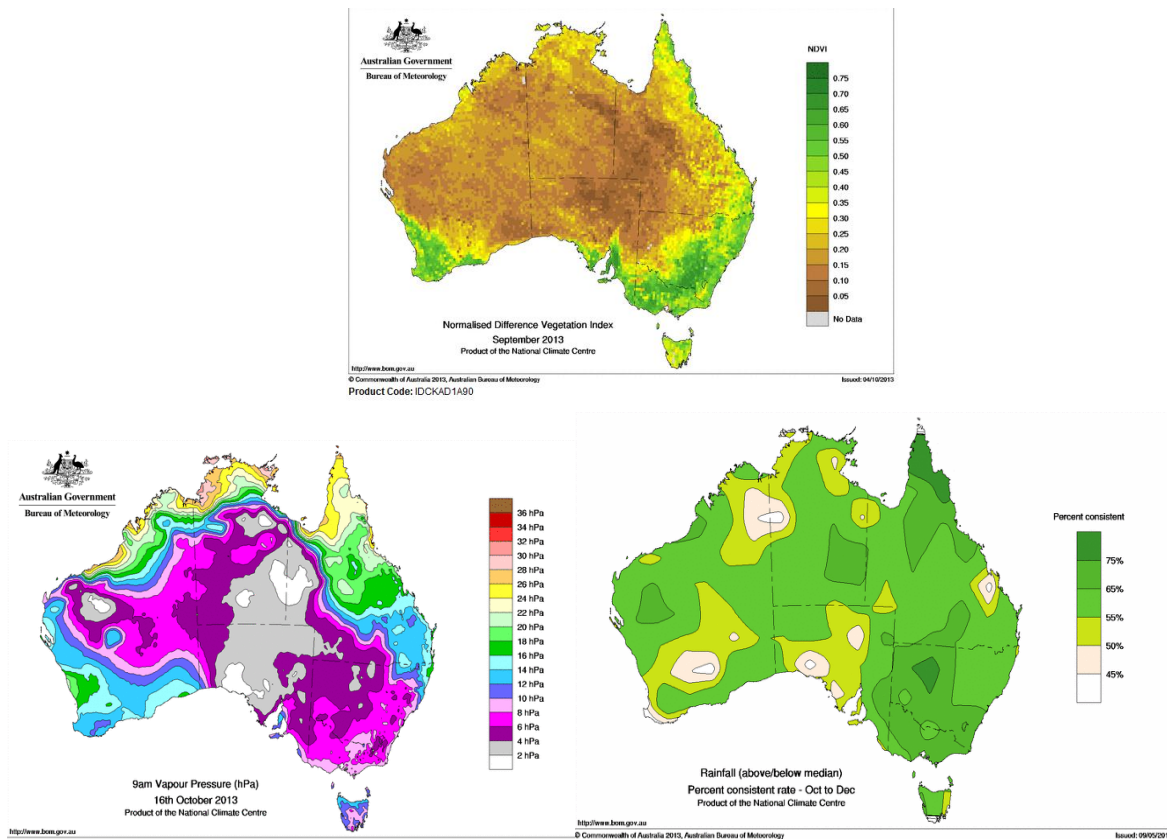 Australian Government
Bureau of Meteorology
NDVI
0.75
0.70
0.65
0.60
0.55
0.50
0.45
0.40
0.35
0.30
0.25
0.20
0.15
0.10
0.05
No Data
Normalised Difference Vegetation Index
September 2013
Product of the National Climate Centre
http://www.bom.gov.au
© Commonwealth of Australia 2013, Australian Bureau of Meteorology
Issued: 04/10/2013
Product Code: IDCKAD1A90
Australian Government
Bureau of Meteorology
36 hPa
34 hPa
32 hPa
30 hPa
28 hPa
26 hPa
24 hPa
22 hPa
20 hPa
18 hPa
16 hPa
14 hPa
12 hPa
10 hPa
8 hPa
6 hPa
4 hPa
2 hPa
9am Vapour Pressure (hPa)
16th October 2013
Product of the National Climate Centre
http://www.bom.gov.au
Percent consistent
75%
65%
55%
50%
45%
Rainfall (above/below median)
Percent consistent rate - Oct to Dec
Product of the National Climate Centre
http://www.bom.gov.au
© Commonwealth of Australia 2013, Australian Bureau of Meteorology
Issued: 09/05/201